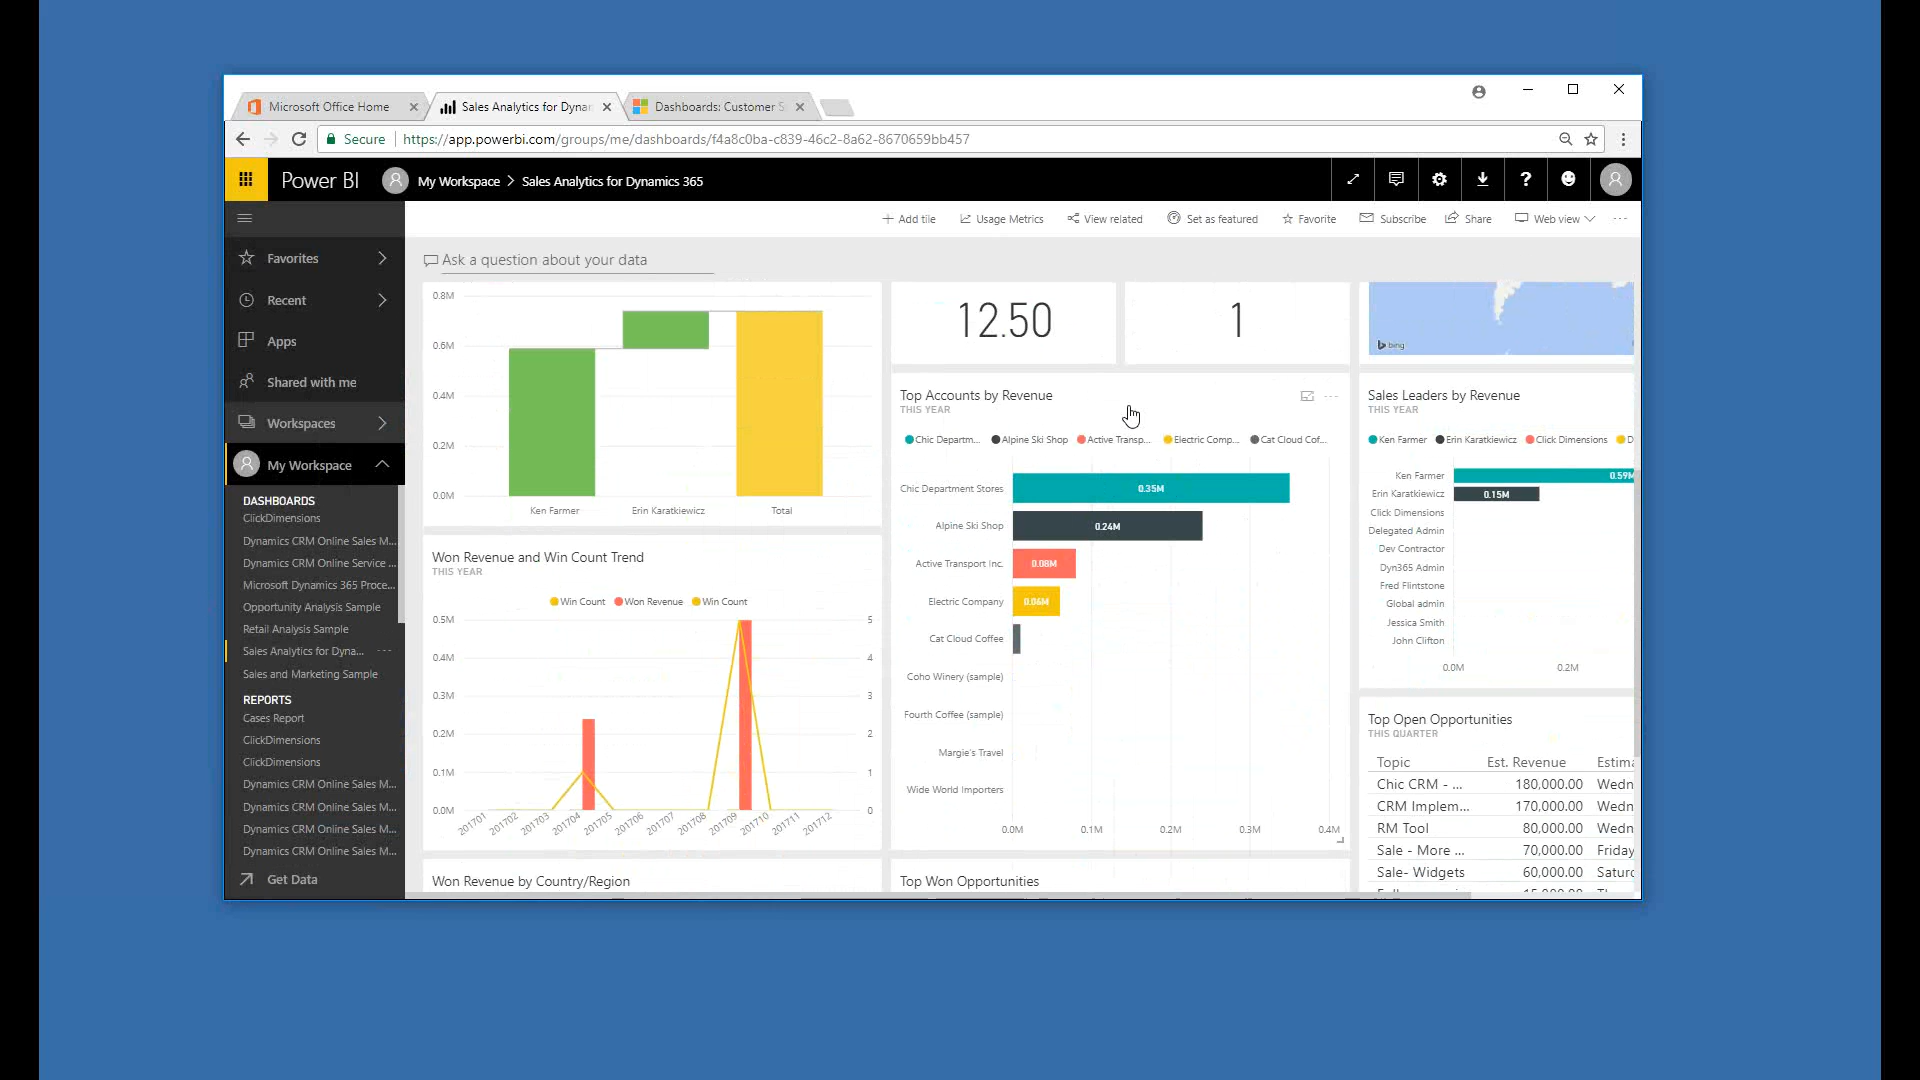 Microsoft Office Home
Sales Analytics for Dynan
Dashboards: Customer S
Secure https://app.powerbi.com/groups/me/dashboards/f4a8c0ba-c839-46c2-8a62-8670659bb457
Power BI My Workspace > Sales Analytics for Dynamics 365
Add tile Usage Metrics View related Set as featured Favorite Subscribe Share Web view ...
Favorites
Recent
Apps
Shared with me
Workspaces
My Workspace
DASHBOARDS
ClickDimensions
Dynamics CRM Online Sales M...
Dynamics CRM Online Service ...
Microsoft Dynamics 365 Proce...
Opportunity Analysis Sample
Retail Analysis Sample
Sales Analytics for Dyna... ...
Sales and Marketing Sample
REPORTS
Cases Report
ClickDimensions
ClickDimensions
Dynamics CRM Online Sales M...
Dynamics CRM Online Sales M...
Dynamics CRM Online Sales M...
Dynamics CRM Online Sales M...
Get Data
Ask a question about your data
0.8M
0.6M
0.4M
0.2M
0.0M
Ken Farmer Erin Karatkiewicz Total
Won Revenue and Win Count Trend
THIS YEAR
Win Count Won Revenue Win Count
0.5M 5
0.4M 4
0.3M 3
0.2M 2
0.1M 1
0.0M 0
201701 201702 201703 201704 201705 201706 201707 201708 201709 201710 201711 201712
Won Revenue by Country/Region
12.50
1
Top Accounts by Revenue
THIS YEAR
Chic Departm... Alpine Ski Shop Active Transp... Electric Comp... Cat Cloud Cof...
Chic Department Stores 0.35M
Alpine Ski Shop 0.24M
Active Transport Inc. 0.08M
Electric Company 0.06M
Cat Cloud Coffee
Coho Winery (sample)
Fourth Coffee (sample)
Margie's Travel
Wide World Importers
0.0M 0.1M 0.2M 0.3M 0.4M
Top Won Opportunities
bing
Sales Leaders by Revenue
THIS YEAR
Ken Farmer Erin Karatkiewicz Click Dimensions D
Ken Farmer 0.59M
Erin Karatkiewicz 0.15M
Click Dimensions
Delegated Admin
Dev Contractor
Dyn365 Admin
Fred Flintstone
Global admin
Jessica Smith
John Clifton
0.0M 0.2M
Top Open Opportunities
THIS QUARTER
Topic Est. Revenue Estima
Chic CRM - ... 180,000.00 Wedn
CRM Implem... 170,000.00 Wedn
RM Tool 80,000.00 Wedn
Sale - More ... 70,000.00 Friday
Sale- Widgets 60,000.00 Saturd